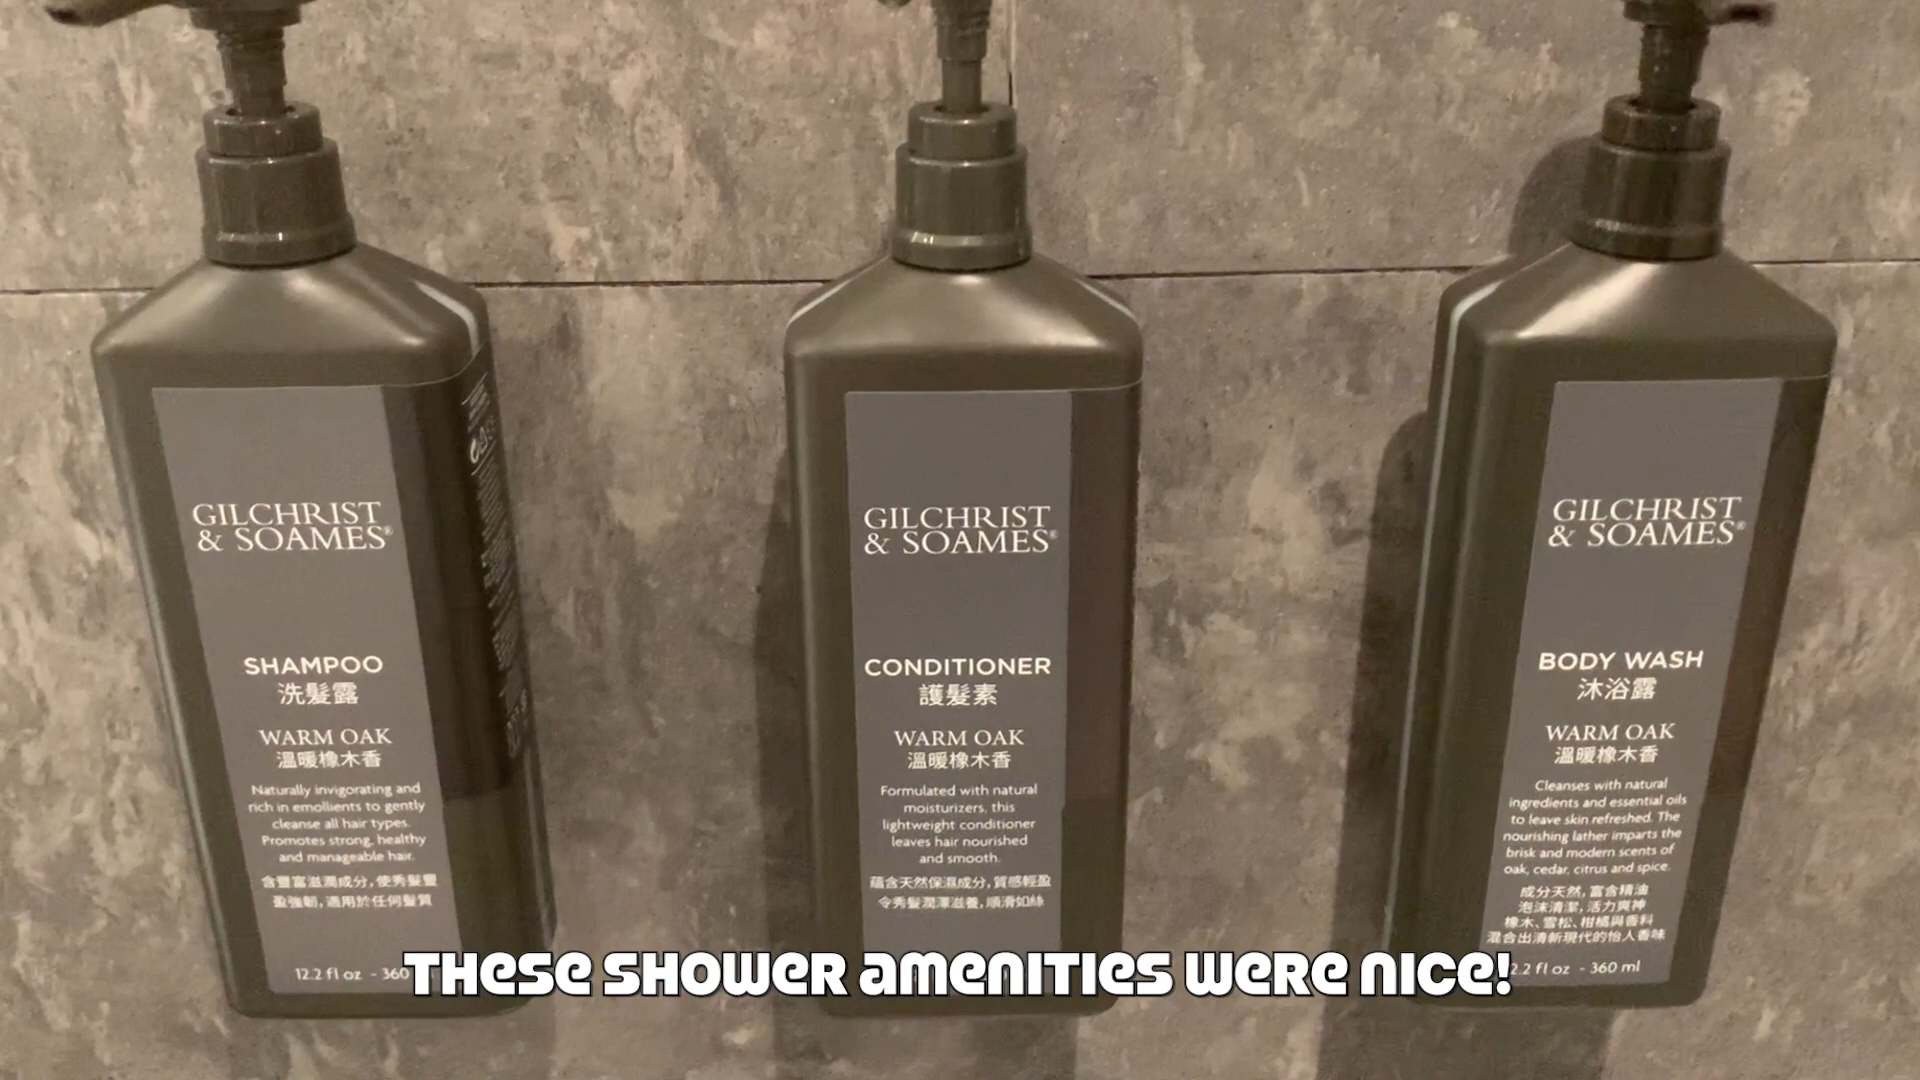 GILCHRIST
& SOAMES®
SHAMPOO
洗髮露
WARM OAK
溫暖橡木香
Naturally invigorating and
rich in emollients to gently
cleanse all hair types.
Promotes strong, healthy
and manageable hair.
含豐富滋潤成分,使秀髮豐
盈強韌,適用於任何髮質
12.2 fl oz - 360
GILCHRIST
& SOAMES®
CONDITIONER
護髮素
WARM OAK
溫暖橡木香
Formulated with natural
moisturizers, this
lightweight conditioner
leaves hair nourished
and smooth.
蘊含天然保濕成分,質感輕盈
令秀髮潤澤滋養,順滑如絲
GILCHRIST
& SOAMES®
BODY WASH
沐浴露
WARM OAK
溫暖橡木香
Cleanses with natural
ingredients and essential oils
to leave skin refreshed. The
nourishing lather imparts the
brisk and modern scents of
oak, cedar, citrus and spice.
成分天然,富含精油
泡沫清潔,活力爽神
橡木、雪松、柑橘與香料
混合出清新現代的怡人香味
2.2 fl oz - 360 ml
THESE SHOWER AMENITIES WERE NICE!